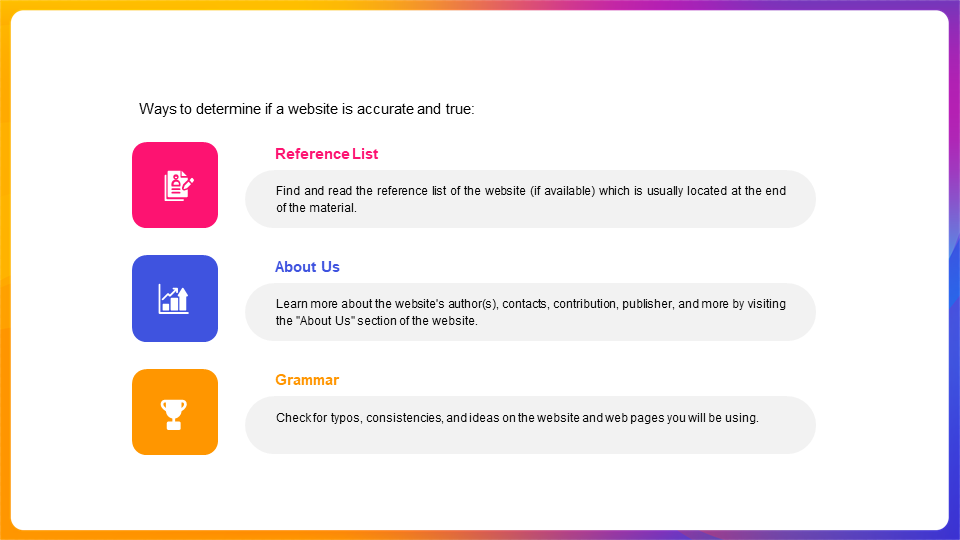 Ways to determine if a website is accurate and true:
Reference List
Find and read the reference list of the website (if available) which is usually located at the end
of the material.
About Us
Learn more about the website's author(s), contacts, contribution, publisher, and more by visiting
the "About Us" section of the website.
Grammar
Check for typos, consistencies, and ideas on the website and web pages you will be using.